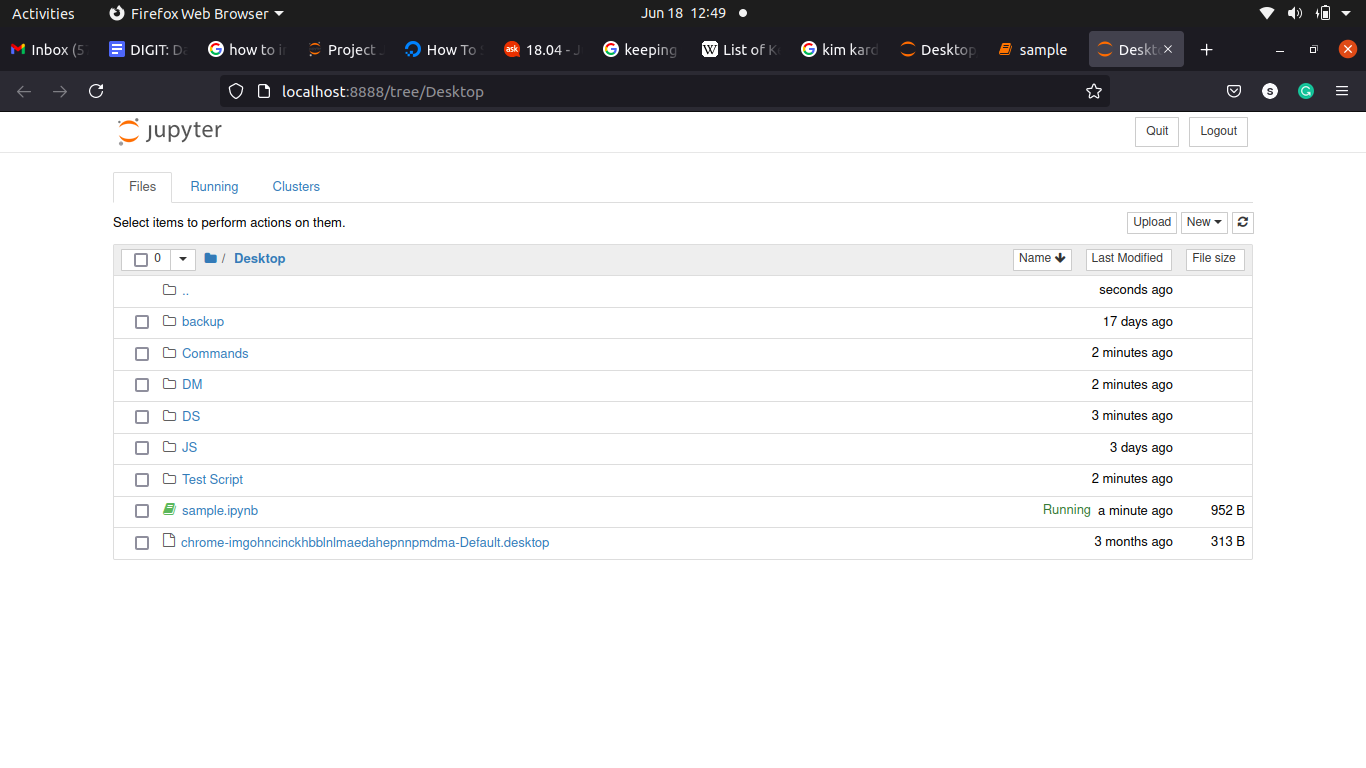 Activities Firefox Web Browser Jun 18 12:49
Inbox (5 DIGIT: Da how to i Project How To 18.04 - J keeping List of K kim kard Desktop sample Deskt
localhost:8888/tree/Desktop
jupyter Quit Logout
Files Running Clusters
Select items to perform actions on them. Upload New
0 / Desktop Name Last Modified File size
.. seconds ago
backup 17 days ago
Commands 2 minutes ago
DM 2 minutes ago
DS 3 minutes ago
JS 3 days ago
Test Script 2 minutes ago
sample.ipynb Running a minute ago 952 B
chrome-imgohncinckhbblnlmaedahepnnpmdma-Default.desktop 3 months ago 313 B